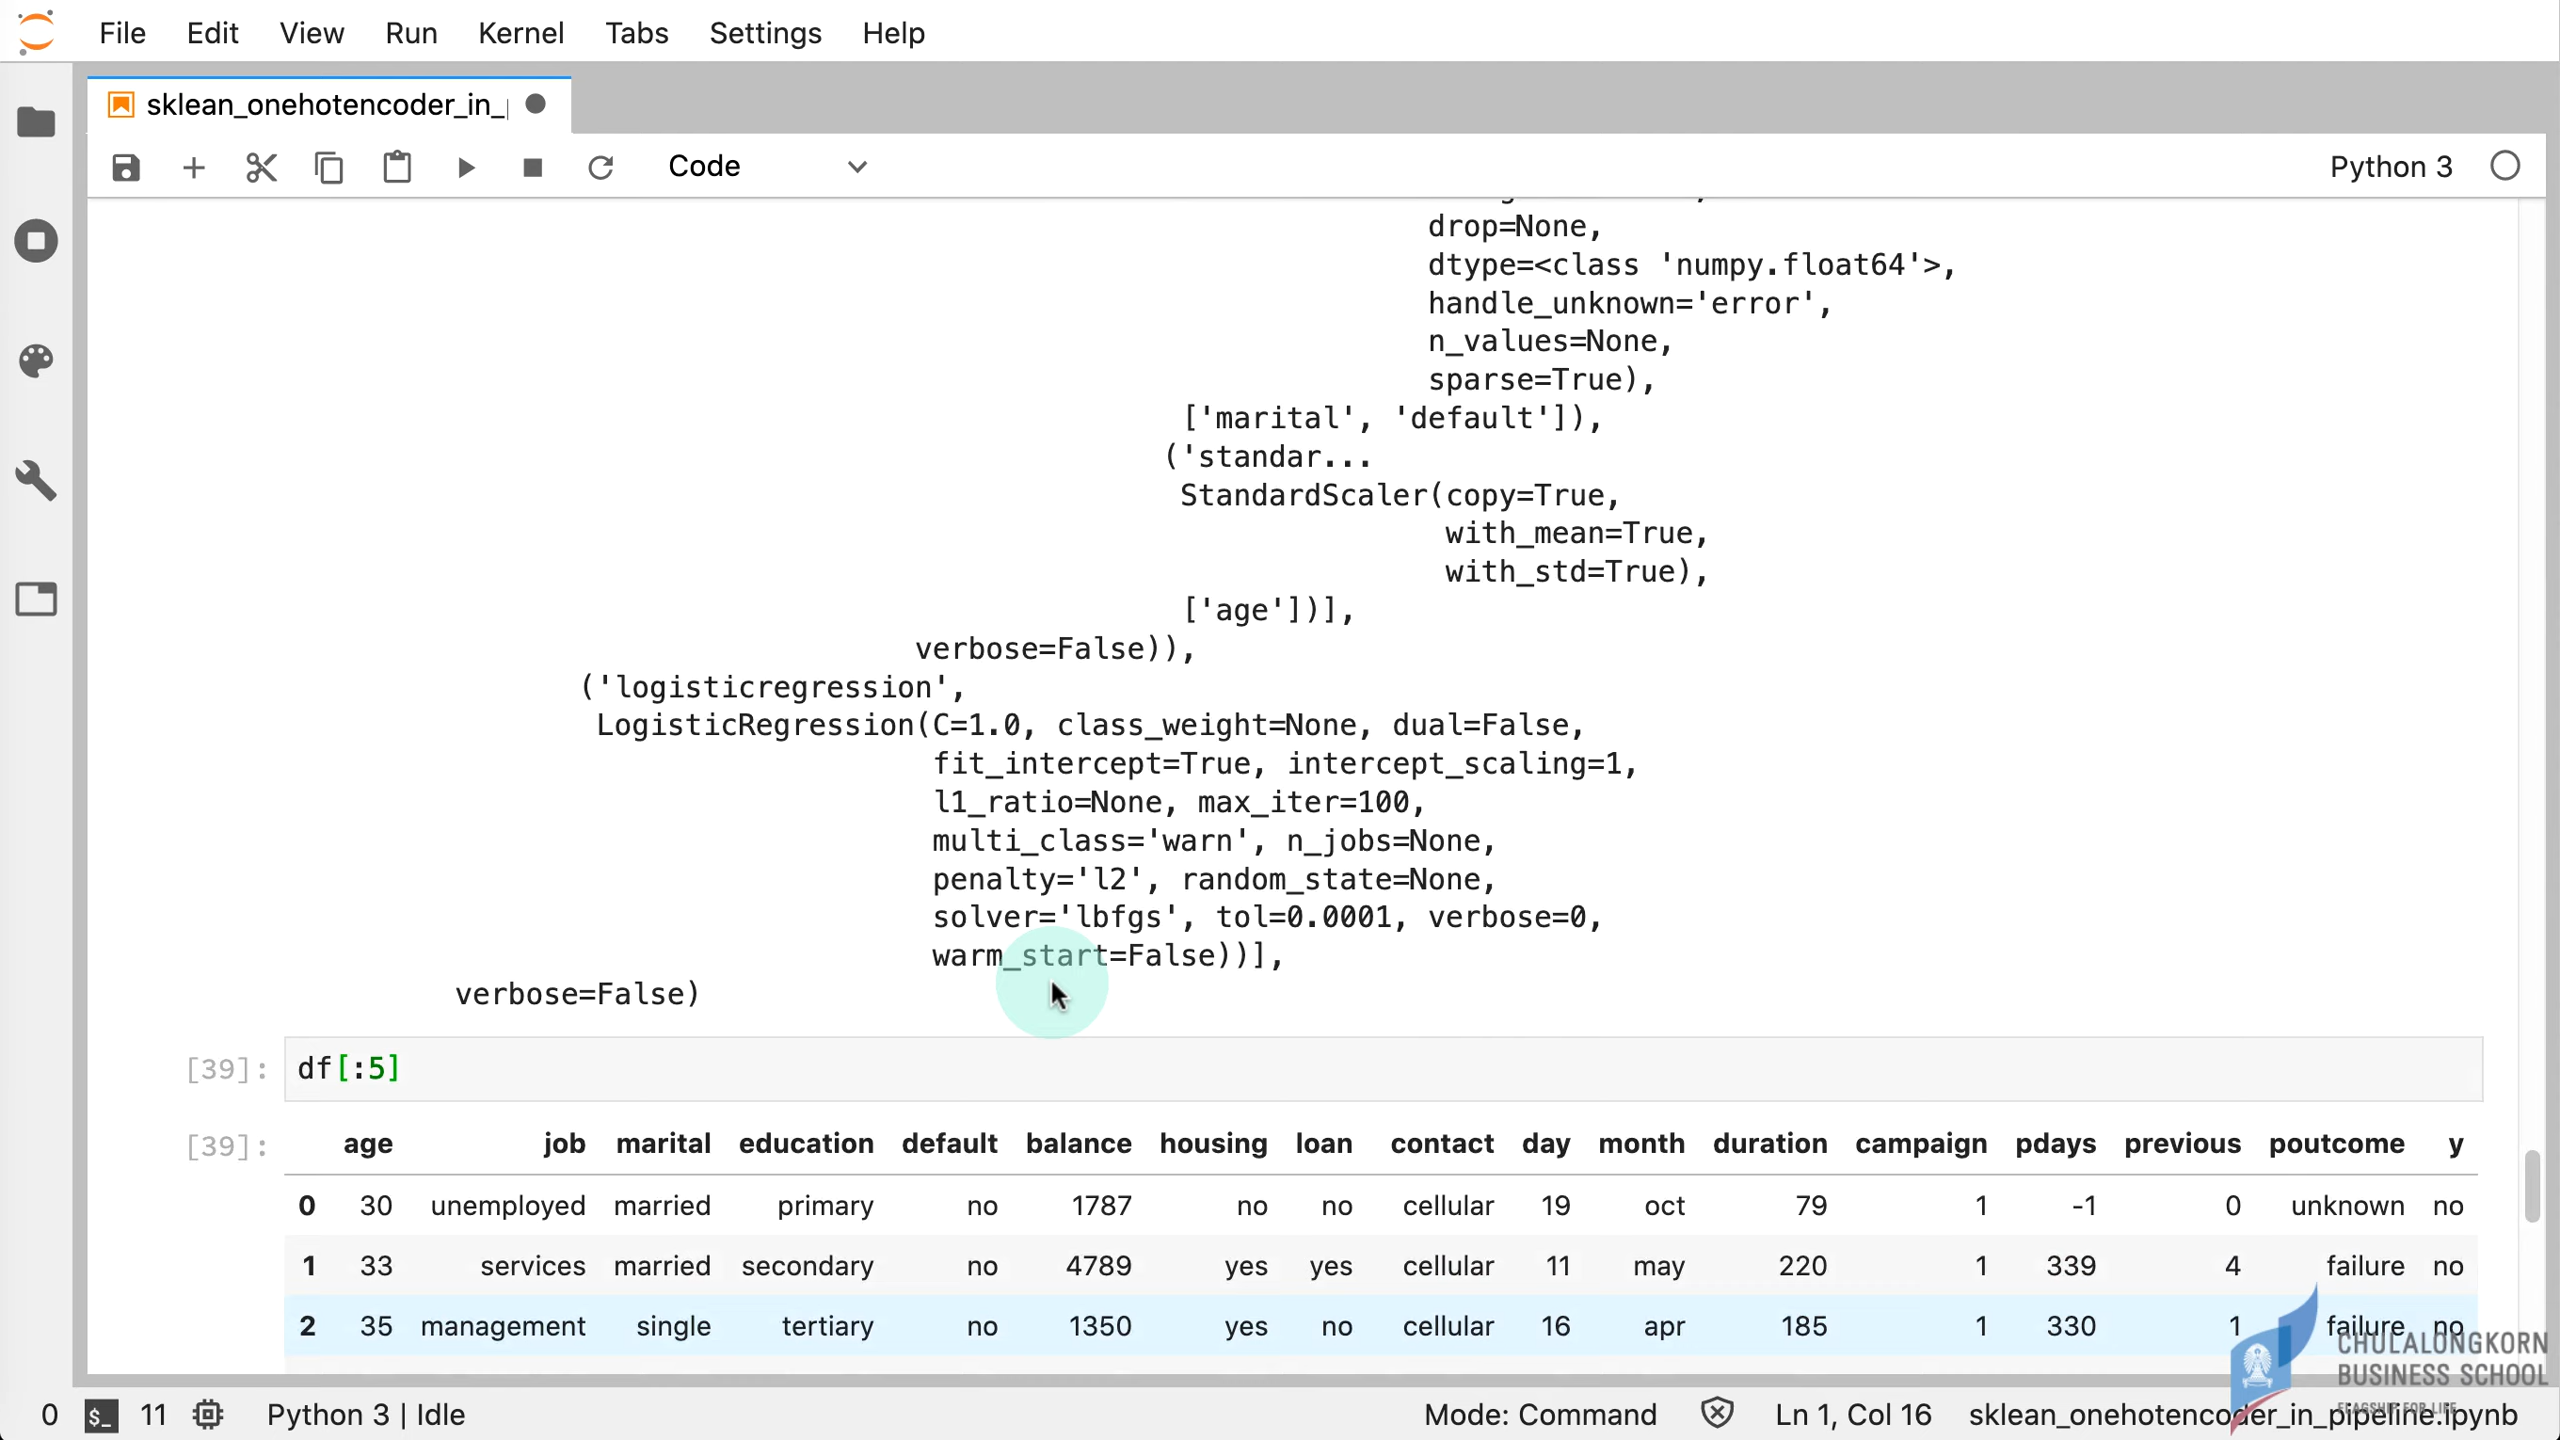 File Edit View Run Kernel Tabs Settings Help
sklean_onehotencoder_in_
Code
Python 3
drop=None,
dtype=<class 'numpy.float64'>,
handle_unknown='error',
n_values=None,
sparse=True),
['marital', 'default']),
('standar...
StandardScaler(copy=True,
with_mean=True,
with_std=True),
['age'])],
verbose=False)),
('logisticregression',
LogisticRegression(C=1.0, class_weight=None, dual=False,
fit_intercept=True, intercept_scaling=1,
l1_ratio=None, max_iter=100,
multi_class='warn', n_jobs=None,
penalty='l2', random_state=None,
solver='lbfgs', tol=0.0001, verbose=0,
warm_start=False))],
verbose=False)
[39]: df[:5]
[39]: age job marital education default balance housing loan contact day month duration campaign pdays previous poutcome y
0 30 unemployed married primary no 1787 no no cellular 19 oct 79 1 -1 0 unknown no
1 33 services married secondary no 4789 yes yes cellular 11 may 220 1 339 4 failure no
2 35 management single tertiary no 1350 yes no cellular 16 apr 185 1 330 1 failure no
CHULALONGKORN
BUSINESS SCHOOL
FLAGSHIP FOR LIFE
0 $_ 11 Python 3 | Idle Mode: Command Ln 1, Col 16 sklean_onehotencoder_in_pipeline.ipynb